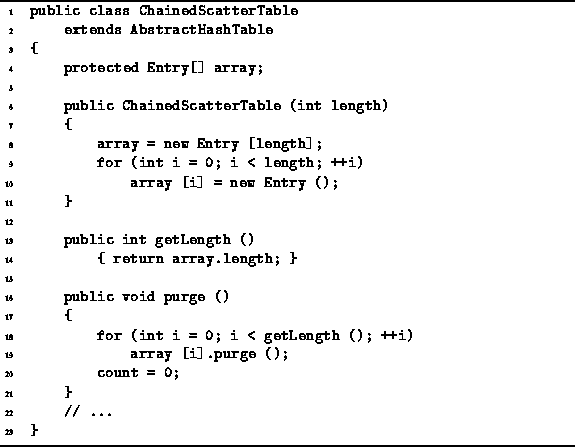 1 public class ChainedScatterTable
2 extends AbstractHashTable
3 {
4 protected Entry[] array;
5
6 public ChainedScatterTable (int length)
7 {
8 array = new Entry [length];
9 for (int i = 0; i < length; ++i)
10 array [i] = new Entry ();
11 }
12
13 public int getLength ()
14 { return array.length; }
15
16 public void purge ()
17 {
18 for (int i = 0; i < getLength (); ++i)
19 array [i].purge ();
20 count = 0;
21 }
22 // ...
23 }